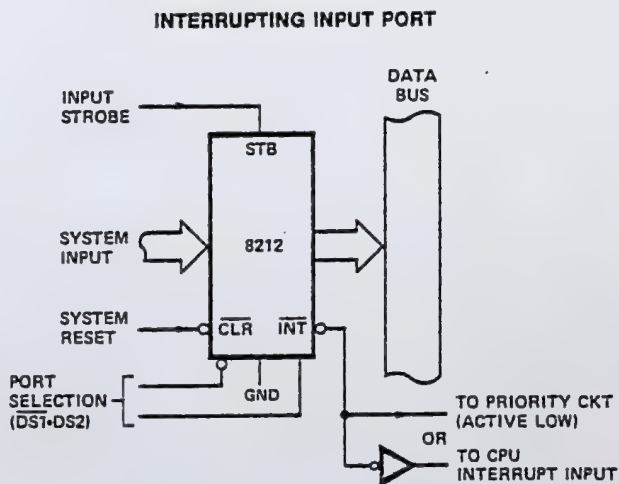 INTERRUPTING INPUT PORT
DATA
BUS
INPUT
STROBE
STB
SYSTEM
INPUT
8212
SYSTEM
RESET
CLR
INT
PORT
SELECTION
(DS1•DS2)
GND
TO PRIORITY CKT
(ACTIVE LOW)
OR
TO CPU
INTERRUPT INPUT